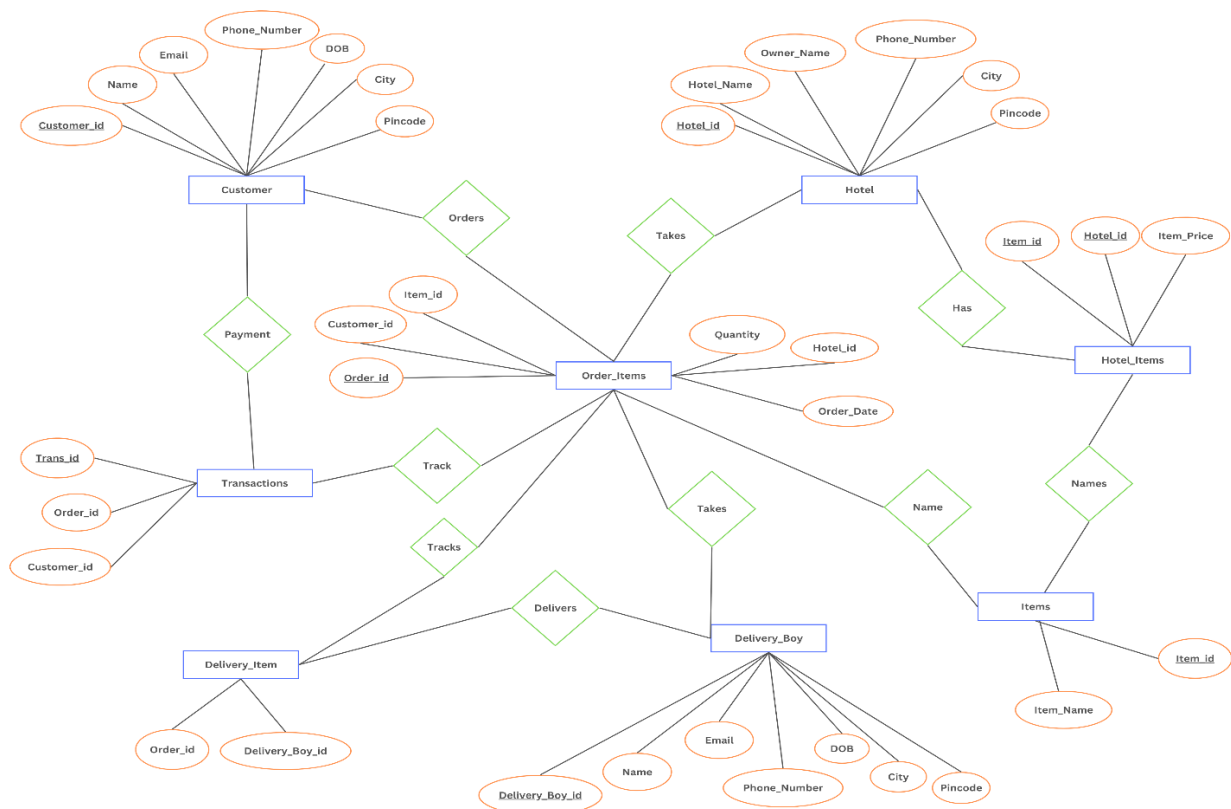 Phone_Number
Email
DOB
Name
City
Customer_id
Pincode
Customer
Phone_Number
Owner_Name
Hotel_Name
City
Hotel_id
Pincode
Hotel
Orders
Takes
Item_id
Hotel_id
Item_Price
Has
Hotel_Items
Payment
Item_id
Customer_id
Order_id
Order_Items
Quantity
Hotel_id
Order_Date
Trans_id
Transactions
Order_id
Customer_id
Track
Tracks
Takes
Name
Names
Delivers
Items
Item_id
Item_Name
Delivery_Item
Order_id
Delivery_Boy_id
Delivery_Boy
Email
DOB
Name
City
Phone_Number
Pincode
Delivery_Boy_id